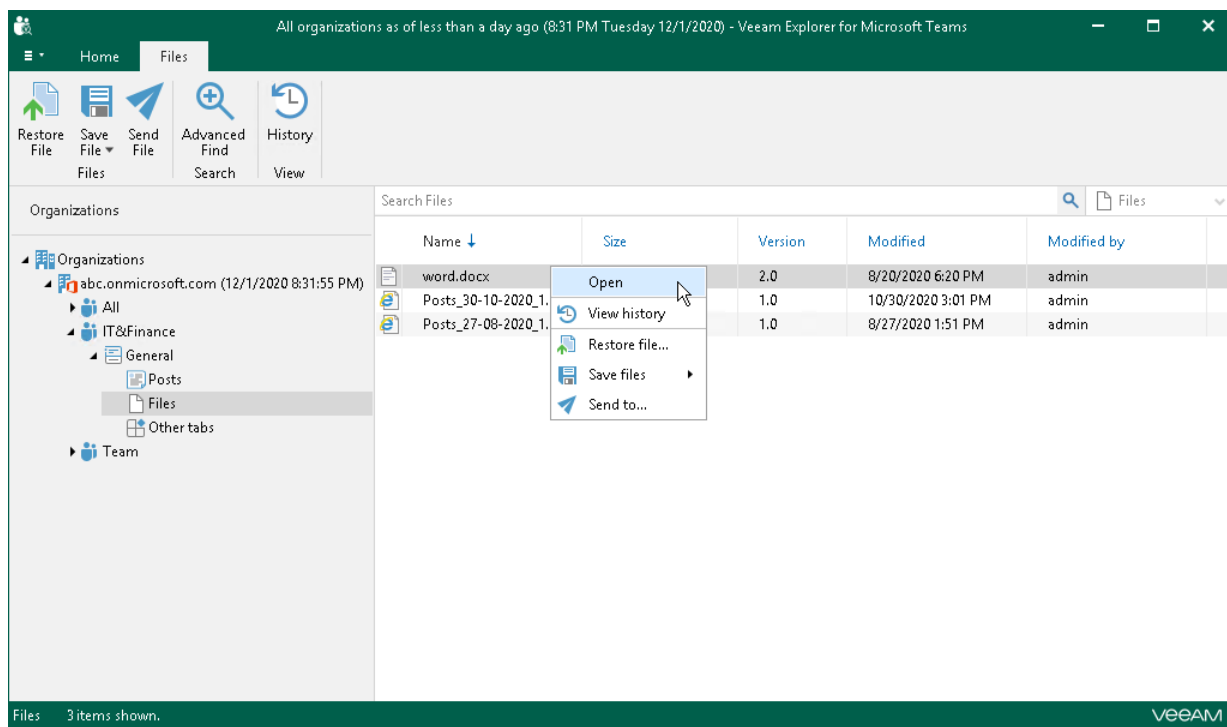 All organizations as of less than a day ago (8:31 PM Tuesday 12/1/2020) - Veeam Explorer for Microsoft Teams
Home Files
Restore File Save File Send File Advanced Find History
Files Search View
Organizations
Search Files Files
Name Size Version Modified Modified by
Organizations
abc.onmicrosoft.com (12/1/2020 8:31:55 PM)
All
IT&Finance
General
Posts
Files
Other tabs
Team
word.docx 2.0 8/20/2020 6:20 PM admin
Posts_30-10-2020_1. 1.0 10/30/2020 3:01 PM admin
Posts_27-08-2020_1. 1.0 8/27/2020 1:51 PM admin
Open
View history
Restore file...
Save files
Send to...
Files 3 items shown. veeam